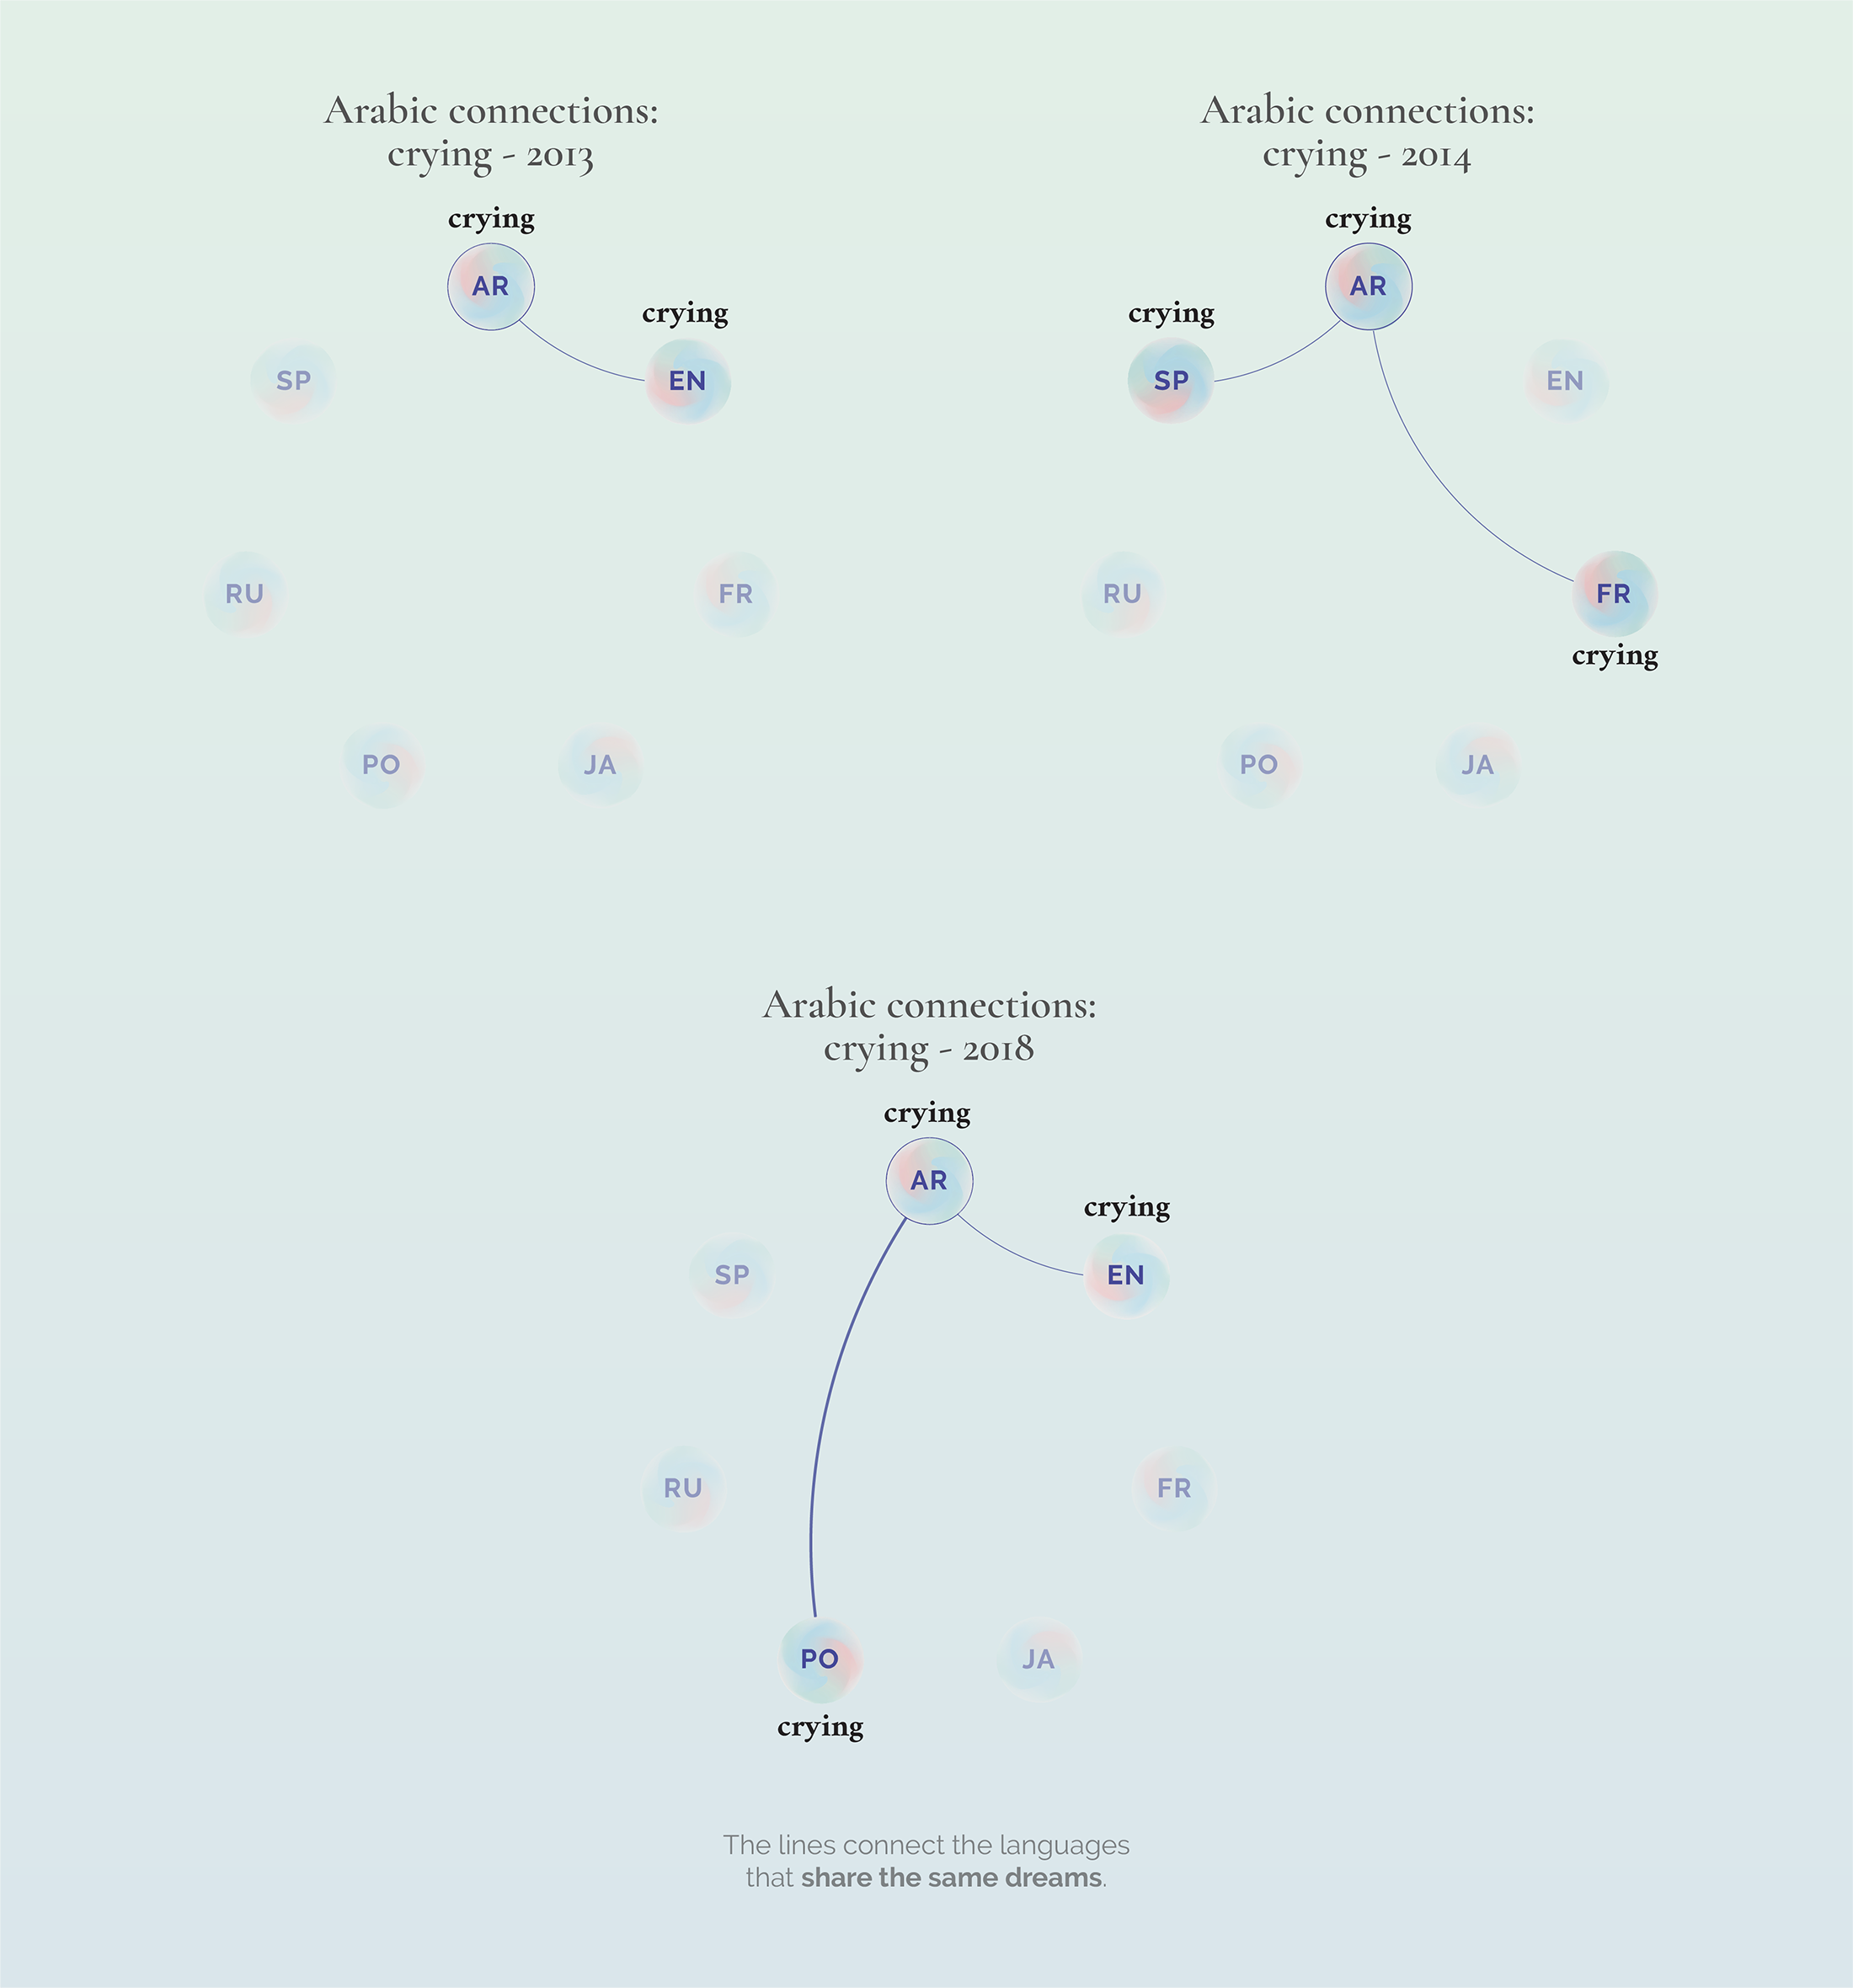 Arabic connections:
crying - 2013
crying
AR
crying
EN
SP
RU
FR
PO
JA
Arabic connections:
crying - 2014
crying
AR
crying
SP
EN
RU
FR
crying
PO
JA
Arabic connections:
crying - 2018
crying
AR
crying
EN
SP
RU
FR
PO
JA
crying
The lines connect the languages
that share the same dreams.